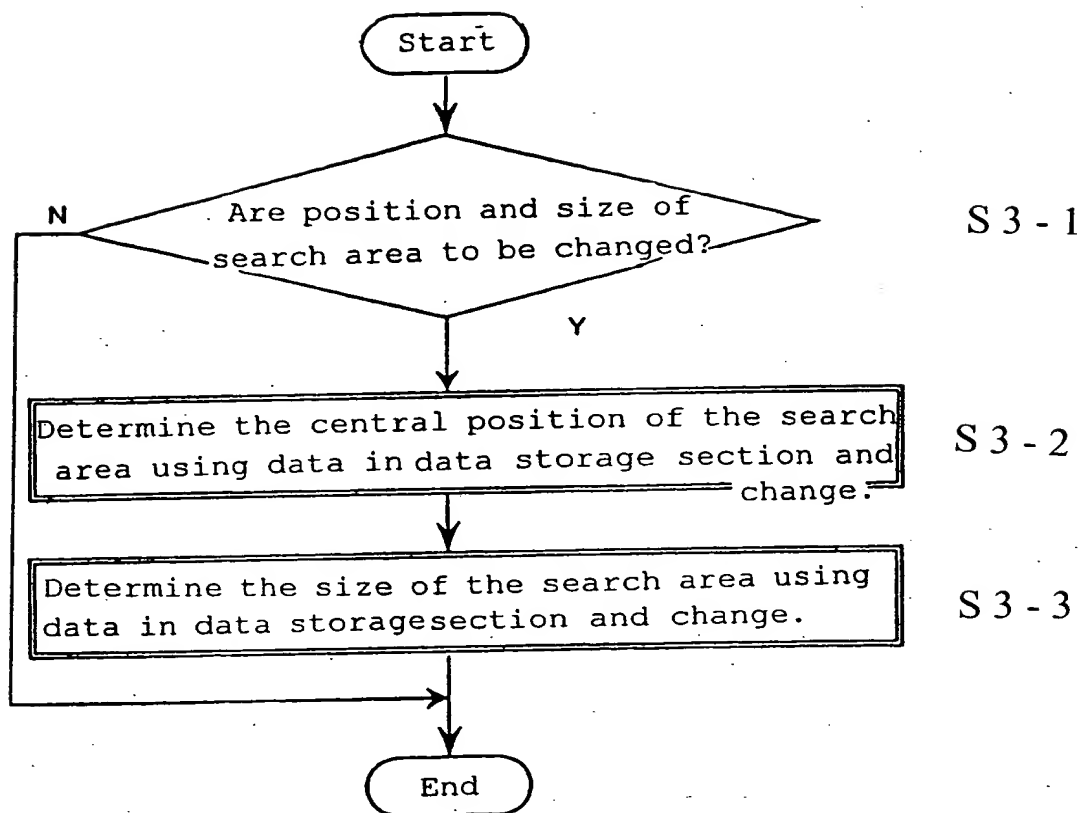 Start
N
Are position and size of
search area to be changed?
S 3 - 1
Y
Determine the central position of the search
area using data in data storage section and
change.
S 3 - 2
Determine the size of the search area using
data in data storagesection and change.
S 3 - 3
End